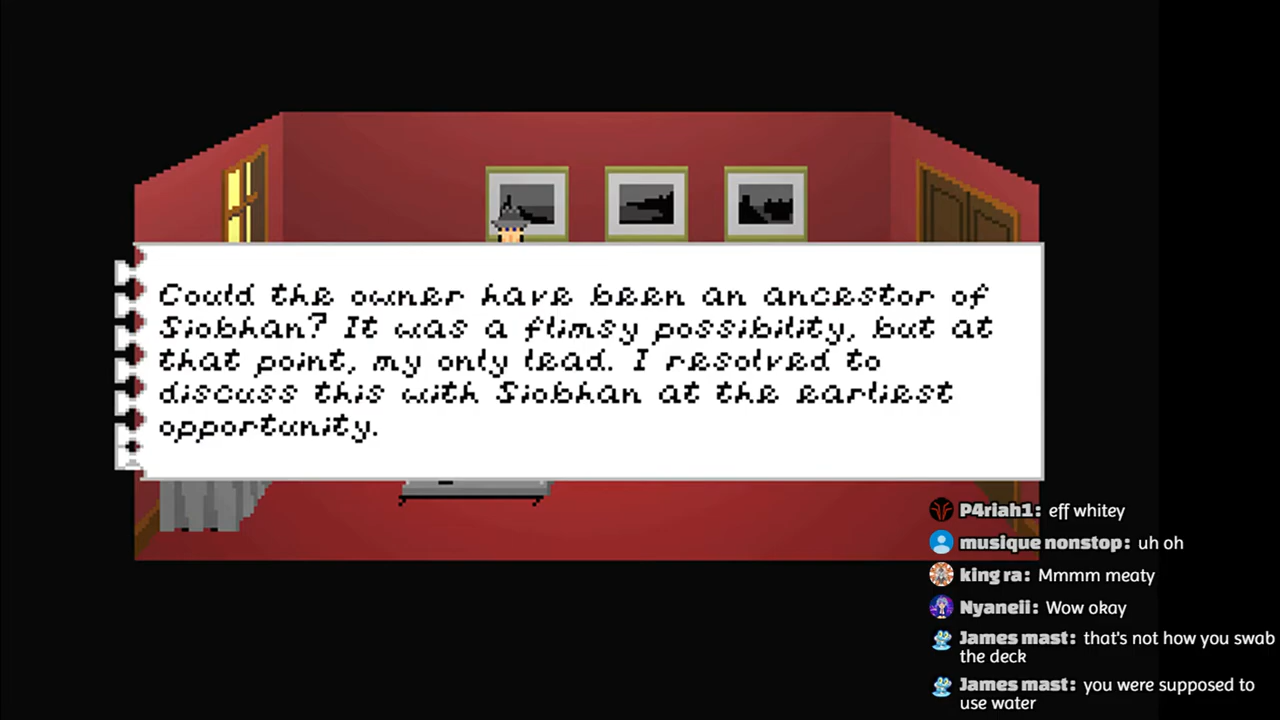 Could the owner have been an ancestor of
Siobhan? It was a flimsy possibility, but at
that point, my only lead. I resolved to
discuss this with Siobhan at the earliest
opportunity.
P4riah1: eff whitey
musique nonstop: uh oh
king ra: Mmmm meaty
Nyaneii: Wow okay
James mast: that's not how you swab
the deck
James mast: you were supposed to
use water